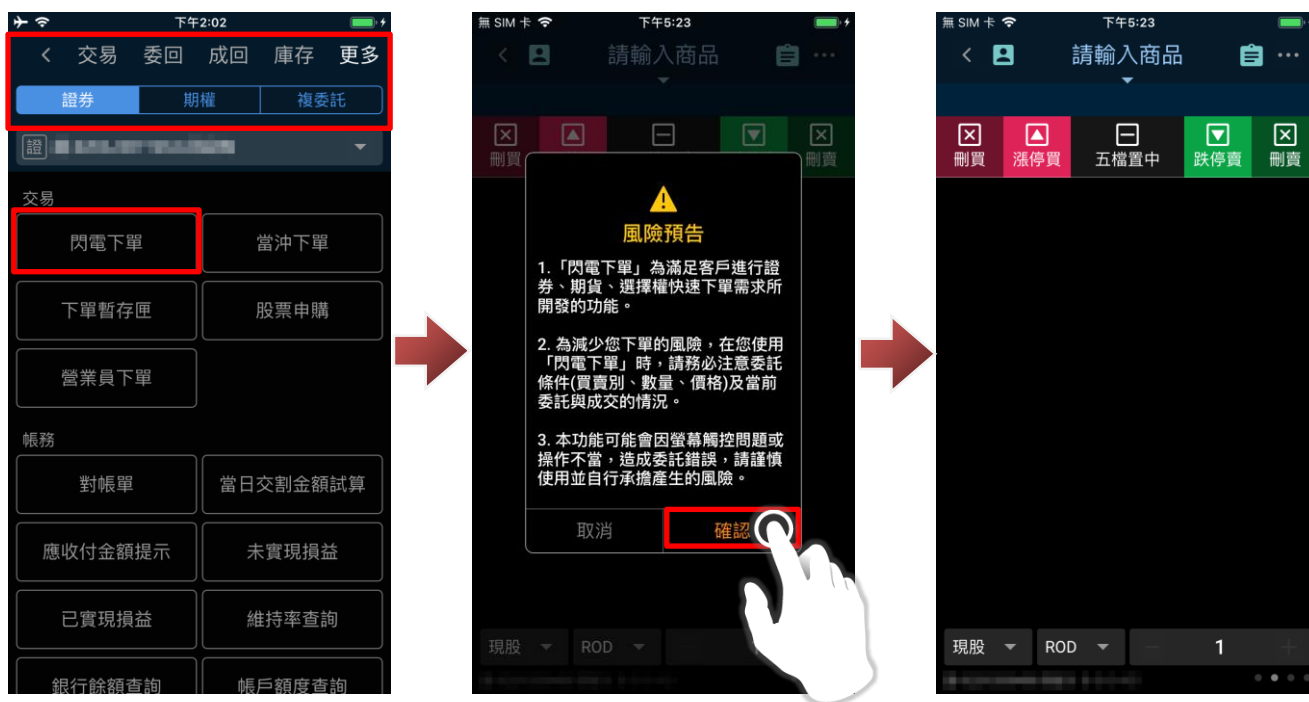 下午2:02
交易 委回 成回 庫存 更多
證券 期權 複委託
證
交易
閃電下單 當沖下單
下單暫存匣 股票申購
營業員下單
帳務
對帳單 當日交割金額試算
應收付金額提示 未實現損益
已實現損益 維持率查詢
銀行餘額查詢 帳戶額度查詢
無 SIM 卡 下午5:23
請輸入商品
刪買 刪賣
風險預告
1.「閃電下單」為滿足客戶進行證
券、期貨、選擇權快速下單需求所
開發的功能。
2. 為減少您下單的風險，在您使用
「閃電下單」時，請務必注意委託
條件(買賣別、數量、價格)及當前
委託與成交的情況。
3. 本功能可能會因螢幕觸控問題或
操作不當，造成委託錯誤，請謹慎
使用並自行承擔產生的風險。
取消 確認
現股 ROD
無 SIM 卡 下午5:23
請輸入商品
刪買 漲停買 五檔置中 跌停賣 刪賣
現股 ROD 1